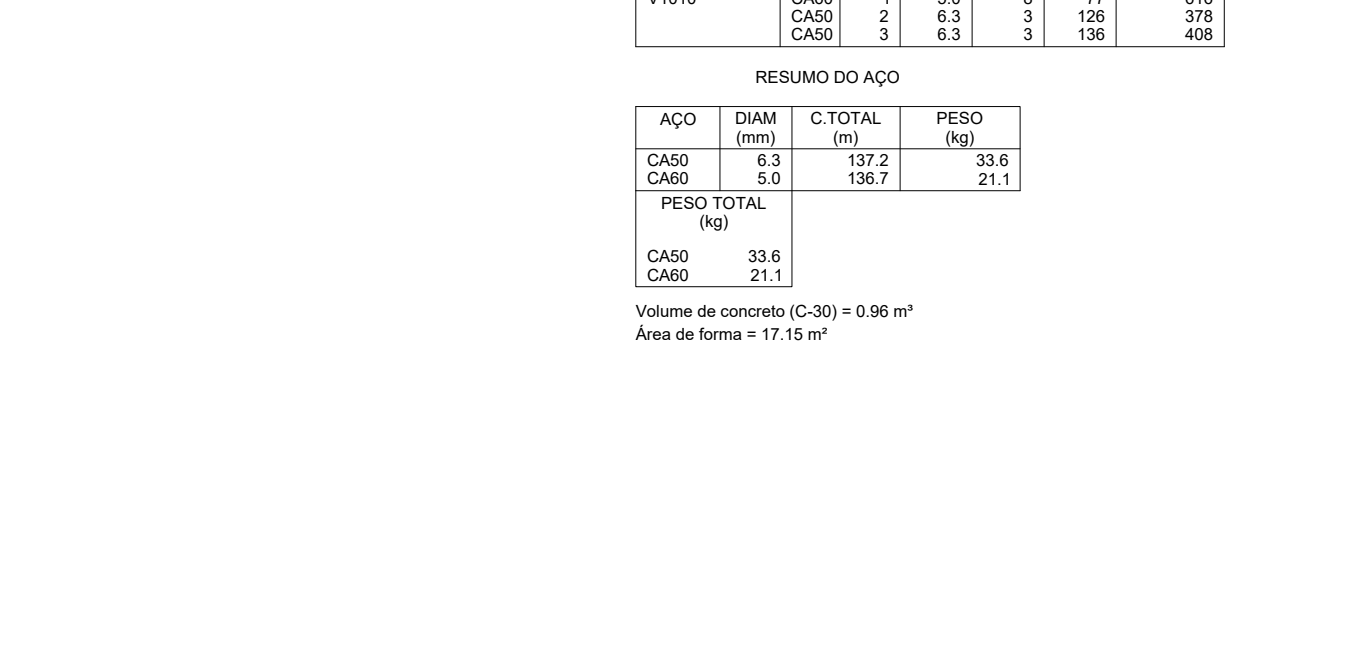 CA50 2 6.3 3 126 378
CA50 3 6.3 3 136 408
RESUMO DO AÇO
AÇO DIAM C.TOTAL PESO
(mm) (m) (kg)
CA50 6.3 137.2 33.6
CA60 5.0 136.7 21.1
PESO TOTAL
(kg)
CA50 33.6
CA60 21.1
Volume de concreto (C-30) = 0.96 m³
Área de forma = 17.15 m²